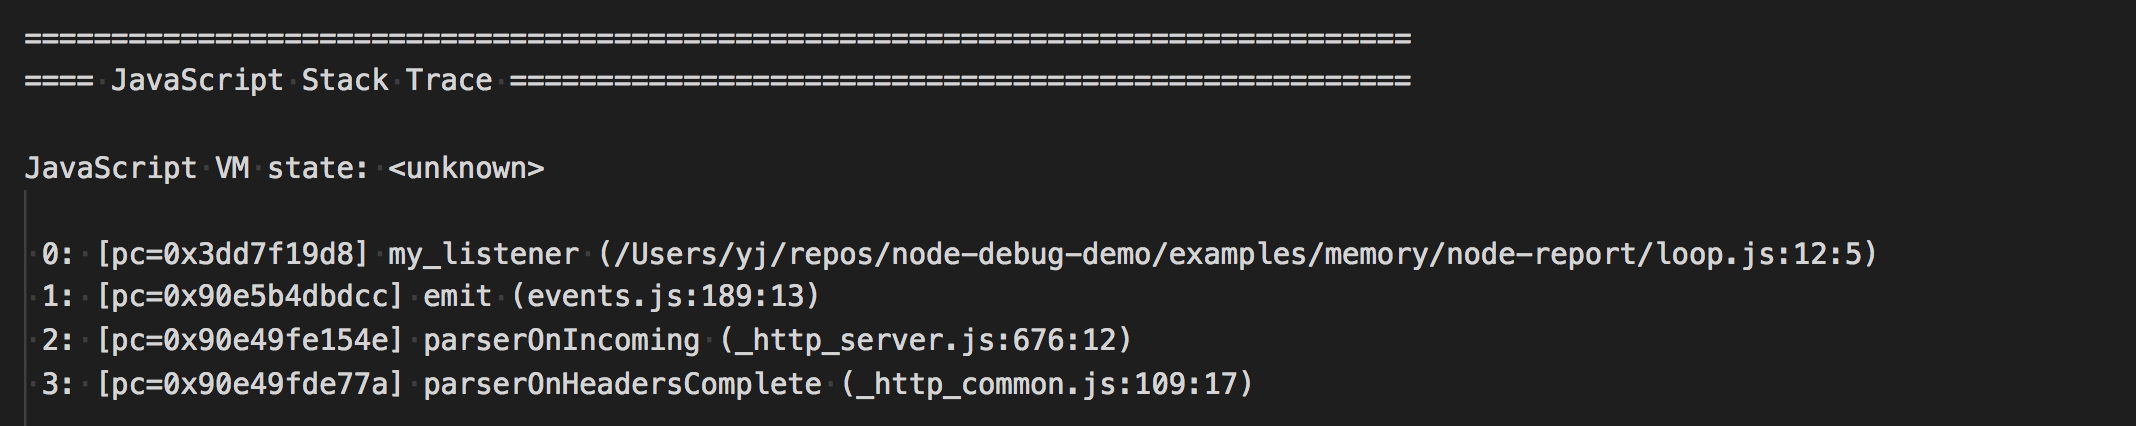 ================================================================================
==== JavaScript Stack Trace ====================================================
JavaScript VM state: <unknown>
0: [pc=0x3dd7f19d8] my_listener (/Users/yj/repos/node-debug-demo/examples/memory/node-report/loop.js:12:5)
1: [pc=0x90e5b4dbdcc] emit (events.js:189:13)
2: [pc=0x90e49fe154e] parserOnIncoming (_http_server.js:676:12)
3: [pc=0x90e49fde77a] parserOnHeadersComplete (_http_common.js:109:17)